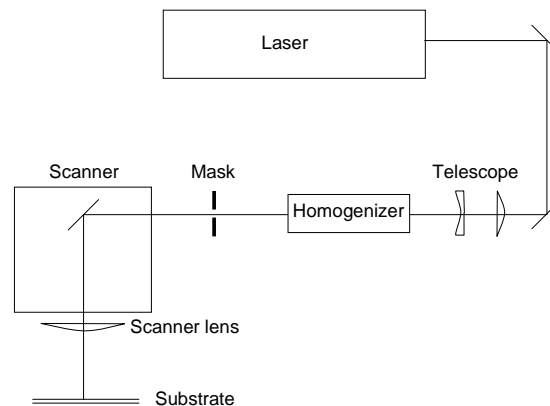 Laser
Scanner
Mask
Telescope
Homogenizer
Scanner lens
Substrate